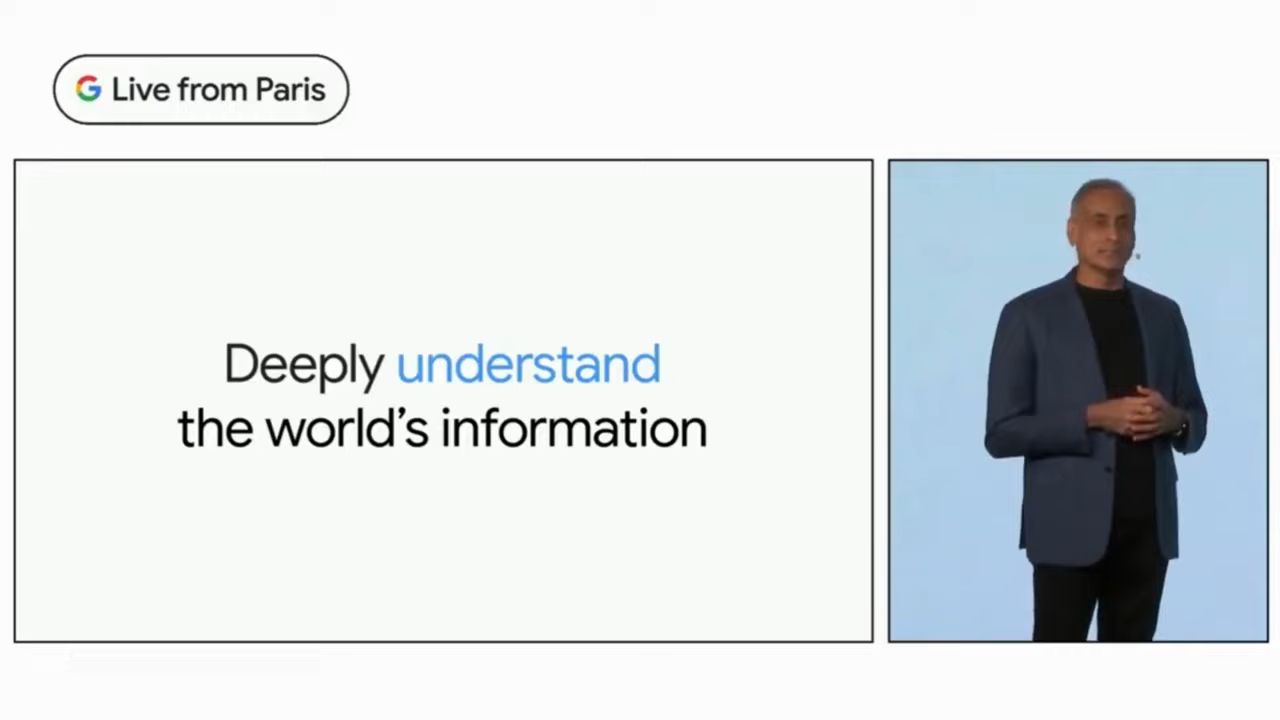 Live from Paris
Deeply understand
the world’s information